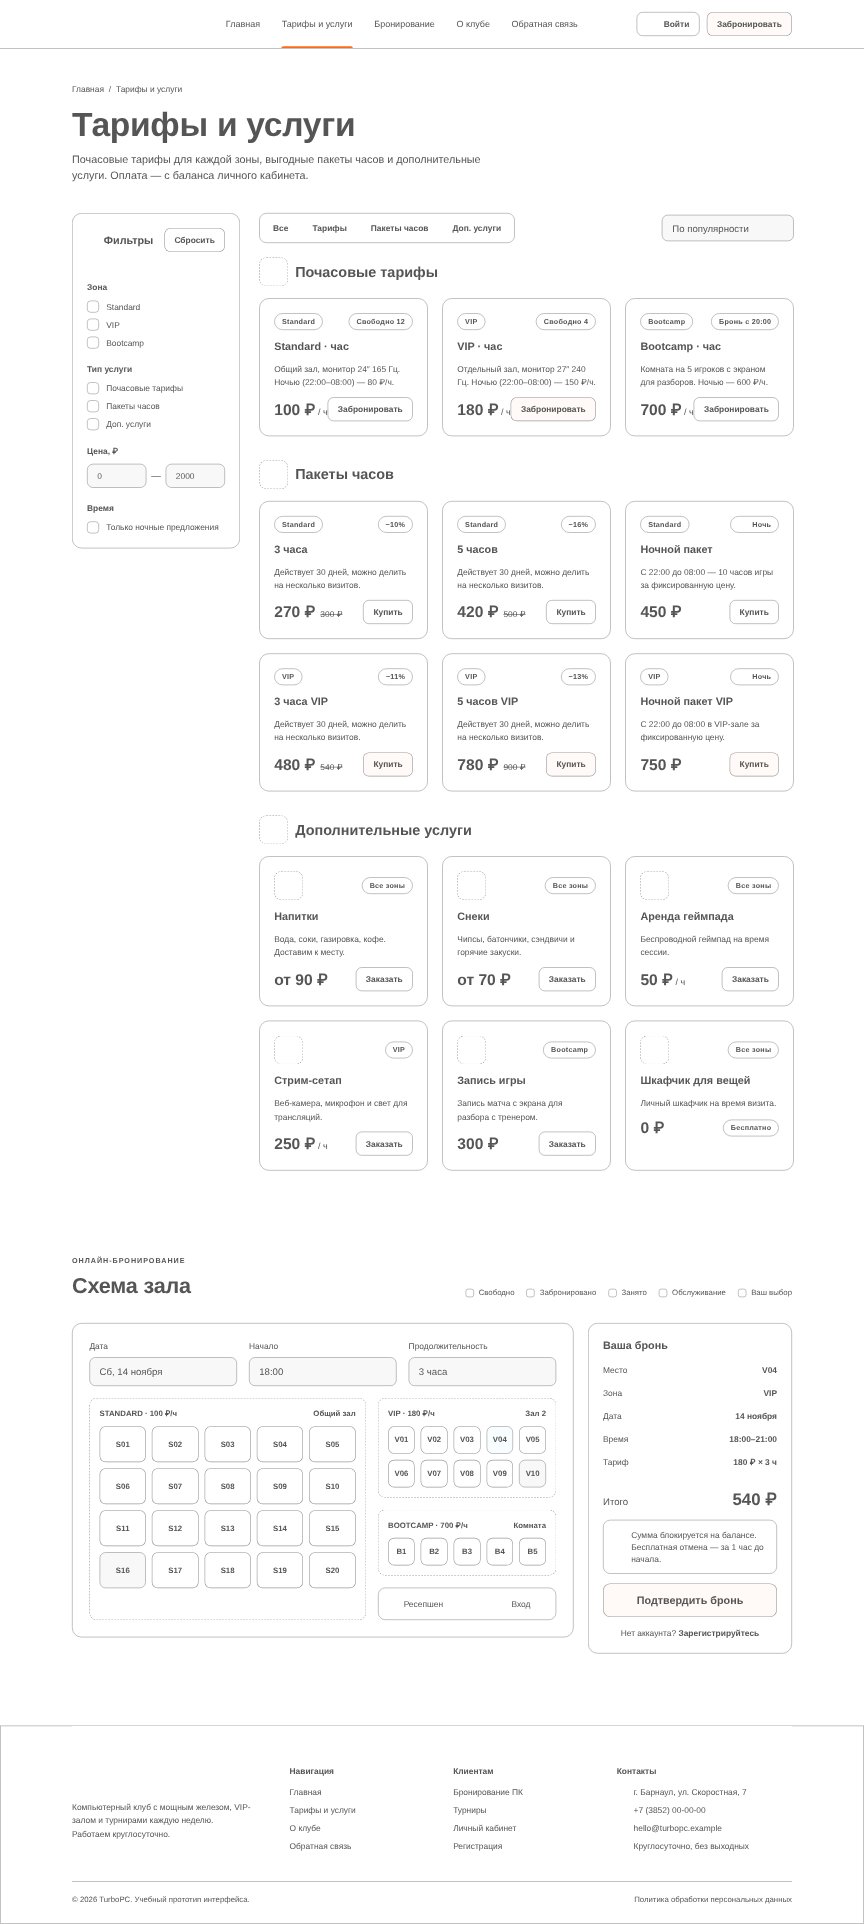 Главная Тарифы и услуги Бронирование О клубе Обратная связь Войти Забронировать
Главная / Тарифы и услуги
Тарифы и услуги
Почасовые тарифы для каждой зоны, выгодные пакеты часов и дополнительные
услуги. Оплата — с баланса личного кабинета.
Фильтры Сбросить
Зона
Standard
VIP
Bootcamp
Тип услуги
Почасовые тарифы
Пакеты часов
Доп. услуги
Цена, ₽
0 — 2000
Время
Только ночные предложения
Все Тарифы Пакеты часов Доп. услуги
По популярности
Почасовые тарифы
Standard Свободно 12
Standard · час
Общий зал, монитор 24″ 165 Гц.
Ночью (22:00–08:00) — 80 ₽/ч.
100 ₽ / ч Забронировать
VIP Свободно 4
VIP · час
Отдельный зал, монитор 27″ 240
Гц. Ночью (22:00–08:00) — 150 ₽/ч.
180 ₽ / ч Забронировать
Bootcamp Бронь с 20:00
Bootcamp · час
Комната на 5 игроков с экраном
для разборов. Ночью — 600 ₽/ч.
700 ₽ / ч Забронировать
Пакеты часов
Standard −10%
3 часа
Действует 30 дней, можно делить
на несколько визитов.
270 ₽ 300 ₽ Купить
Standard −16%
5 часов
Действует 30 дней, можно делить
на несколько визитов.
420 ₽ 500 ₽ Купить
Standard Ночь
Ночной пакет
С 22:00 до 08:00 — 10 часов игры
за фиксированную цену.
450 ₽ Купить
VIP −11%
3 часа VIP
Действует 30 дней, можно делить
на несколько визитов.
480 ₽ 540 ₽ Купить
VIP −13%
5 часов VIP
Действует 30 дней, можно делить
на несколько визитов.
780 ₽ 900 ₽ Купить
VIP Ночь
Ночной пакет VIP
С 22:00 до 08:00 в VIP-зале за
фиксированную цену.
750 ₽ Купить
Дополнительные услуги
Все зоны
Напитки
Вода, соки, газировка, кофе.
Доставим к месту.
от 90 ₽ Заказать
Все зоны
Снеки
Чипсы, батончики, сэндвичи и
горячие закуски.
от 70 ₽ Заказать
Все зоны
Аренда геймпада
Беспроводной геймпад на время
сессии.
50 ₽ / ч Заказать
VIP
Стрим-сетап
Веб-камера, микрофон и свет для
трансляций.
250 ₽ / ч Заказать
Bootcamp
Запись игры
Запись матча с экрана для
разбора с тренером.
300 ₽ Заказать
Все зоны
Шкафчик для вещей
Личный шкафчик на время визита.
0 ₽ Бесплатно
ОНЛАЙН-БРОНИРОВАНИЕ
Схема зала
Свободно Забронировано Занято Обслуживание Ваш выбор
Дата Начало Продолжительность
Сб, 14 ноября 18:00 3 часа
STANDARD · 100 ₽/ч Общий зал
S01 S02 S03 S04 S05
S06 S07 S08 S09 S10
S11 S12 S13 S14 S15
S16 S17 S18 S19 S20
VIP · 180 ₽/ч Зал 2
V01 V02 V03 V04 V05
V06 V07 V08 V09 V10
BOOTCAMP · 700 ₽/ч Комната
B1 B2 B3 B4 B5
Ресепшен Вход
Ваша бронь
Место V04
Зона VIP
Дата 14 ноября
Время 18:00–21:00
Тариф 180 ₽ × 3 ч
Итого 540 ₽
Сумма блокируется на балансе.
Бесплатная отмена — за 1 час до
начала.
Подтвердить бронь
Нет аккаунта? Зарегистрируйтесь
Компьютерный клуб с мощным железом, VIP-
залом и турнирами каждую неделю.
Работаем круглосуточно.
Навигация
Главная
Тарифы и услуги
О клубе
Обратная связь
Клиентам
Бронирование ПК
Турниры
Личный кабинет
Регистрация
Контакты
г. Барнаул, ул. Скоростная, 7
+7 (3852) 00-00-00
hello@turbopc.example
Круглосуточно, без выходных
© 2026 TurboPC. Учебный прототип интерфейса. Политика обработки персональных данных